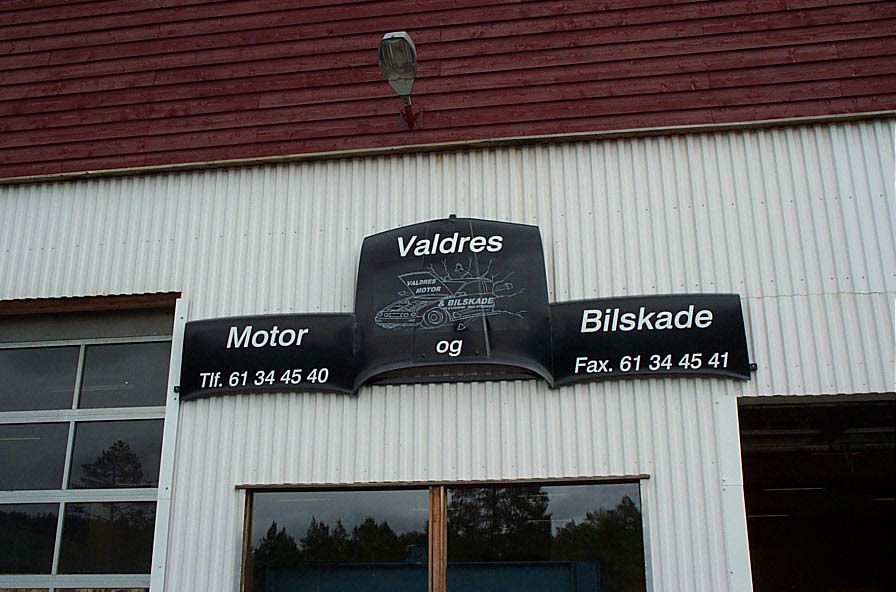 Valdres
VALDRES
MOTOR
& BILSKADE
Motor
og
Bilskade
Tlf. 61 34 45 40
Fax. 61 34 45 41